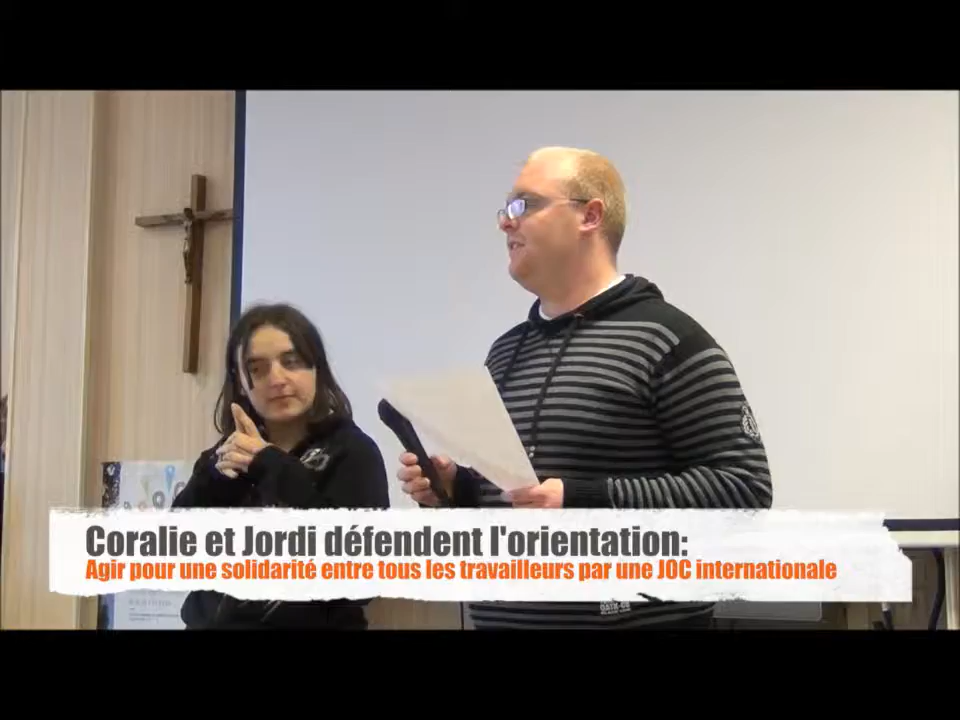 Coralie et Jordi défendent l'orientation:
Agir pour une solidarité entre tous les travailleurs par une JOC internationale